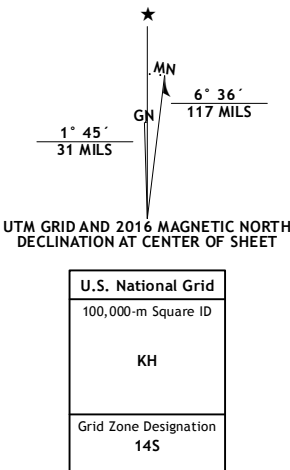 ★
MN
GN
6° 36´
117 MILS
1° 45´
31 MILS
UTM GRID AND 2016 MAGNETIC NORTH
DECLINATION AT CENTER OF SHEET
U.S. National Grid
100,000-m Square ID
KH
Grid Zone Designation
14S